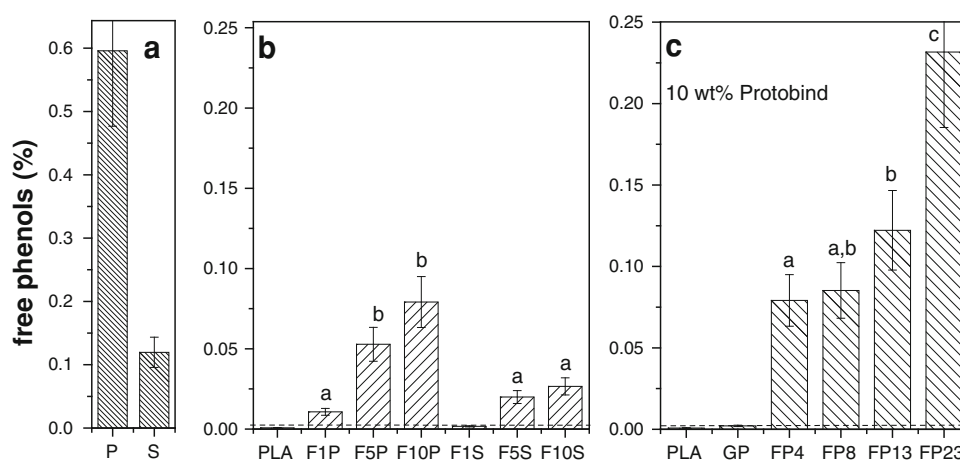 free phenols (%)
a
0.6
0.5
0.4
0.3
0.2
0.1
0.0
P S
b
0.25
0.20
0.15
0.10
0.05
0.00
a
b
b
a
a
PLA F1P F5P F10P F1S F5S F10S
c
10 wt% Protobind
0.25
0.20
0.15
0.10
0.05
0.00
a
a,b
b
c
PLA GP FP4 FP8 FP13 FP23